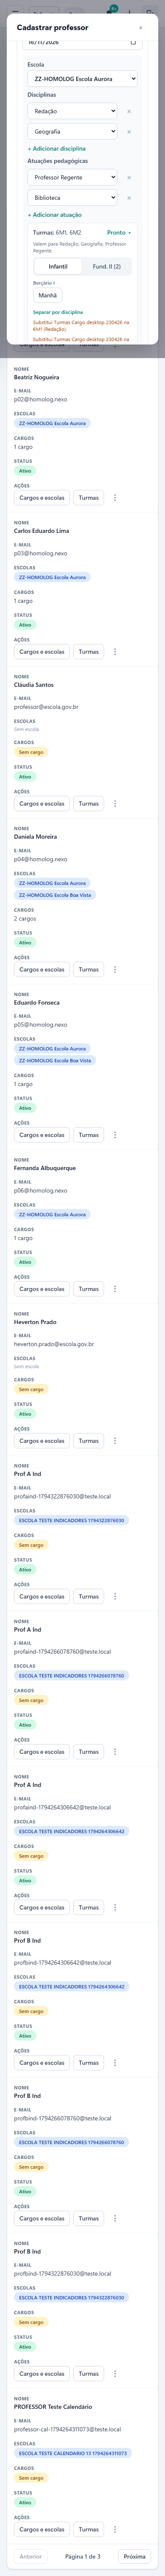 Cadastrar professor
×
16/11/2026
Escola
ZZ-HOMOLOG Escola Aurora
Disciplinas
Redação
×
Geografia
×
+ Adicionar disciplina
Atuações pedagógicas
Professor Regente
×
Biblioteca
×
+ Adicionar atuação
Turmas: 6M1, 6M2
Pronto
Valem para Redação, Geografia, Professor Regente.
Infantil
Fund. II (2)
Berçário I
Manhã
Separar por disciplina
Substitui Turmas Cargo desktop 230426 na 6M1 (Redação).
Substitui Turmas Cargo desktop 230426 na
NOME
Beatriz Nogueira
E-MAIL
p02@homolog.nexo
ESCOLAS
ZZ-HOMOLOG Escola Aurora
CARGOS
1 cargo
STATUS
Ativo
AÇÕES
Cargos e escolas
Turmas
NOME
Carlos Eduardo Lima
E-MAIL
p03@homolog.nexo
ESCOLAS
ZZ-HOMOLOG Escola Aurora
CARGOS
1 cargo
STATUS
Ativo
AÇÕES
Cargos e escolas
Turmas
NOME
Cláudia Santos
E-MAIL
professor@escola.gov.br
ESCOLAS
Sem escola
CARGOS
Sem cargo
STATUS
Ativo
AÇÕES
Cargos e escolas
Turmas
NOME
Daniela Moreira
E-MAIL
p04@homolog.nexo
ESCOLAS
ZZ-HOMOLOG Escola Aurora
ZZ-HOMOLOG Escola Boa Vista
CARGOS
2 cargos
STATUS
Ativo
AÇÕES
Cargos e escolas
Turmas
NOME
Eduardo Fonseca
E-MAIL
p05@homolog.nexo
ESCOLAS
ZZ-HOMOLOG Escola Aurora
ZZ-HOMOLOG Escola Boa Vista
CARGOS
1 cargo
STATUS
Ativo
AÇÕES
Cargos e escolas
Turmas
NOME
Fernanda Albuquerque
E-MAIL
p06@homolog.nexo
ESCOLAS
ZZ-HOMOLOG Escola Aurora
CARGOS
1 cargo
STATUS
Ativo
AÇÕES
Cargos e escolas
Turmas
NOME
Heverton Prado
E-MAIL
heverton.prado@escola.gov.br
ESCOLAS
Sem escola
CARGOS
Sem cargo
STATUS
Ativo
AÇÕES
Cargos e escolas
Turmas
NOME
Prof A Ind
E-MAIL
profaind-1794322876030@teste.local
ESCOLAS
ESCOLA TESTE INDICADORES 1794322876030
CARGOS
Sem cargo
STATUS
Ativo
AÇÕES
Cargos e escolas
Turmas
NOME
Prof A Ind
E-MAIL
profaind-1794266078760@teste.local
ESCOLAS
ESCOLA TESTE INDICADORES 1794266078760
CARGOS
Sem cargo
STATUS
Ativo
AÇÕES
Cargos e escolas
Turmas
NOME
Prof A Ind
E-MAIL
profaind-1794264306642@teste.local
ESCOLAS
ESCOLA TESTE INDICADORES 1794264306642
CARGOS
Sem cargo
STATUS
Ativo
AÇÕES
Cargos e escolas
Turmas
NOME
Prof B Ind
E-MAIL
profbind-1794264306642@teste.local
ESCOLAS
ESCOLA TESTE INDICADORES 1794264306642
CARGOS
Sem cargo
STATUS
Ativo
AÇÕES
Cargos e escolas
Turmas
NOME
Prof B Ind
E-MAIL
profbind-1794266078760@teste.local
ESCOLAS
ESCOLA TESTE INDICADORES 1794266078760
CARGOS
Sem cargo
STATUS
Ativo
AÇÕES
Cargos e escolas
Turmas
NOME
Prof B Ind
E-MAIL
profbind-1794322876030@teste.local
ESCOLAS
ESCOLA TESTE INDICADORES 1794322876030
CARGOS
Sem cargo
STATUS
Ativo
AÇÕES
Cargos e escolas
Turmas
NOME
PROFESSOR Teste Calendário
E-MAIL
professor-cal-1794264311073@teste.local
ESCOLAS
ESCOLA TESTE CALENDARIO 13 1794264311073
CARGOS
Sem cargo
STATUS
Ativo
AÇÕES
Cargos e escolas
Turmas
Anterior
Página 1 de 3
Próxima